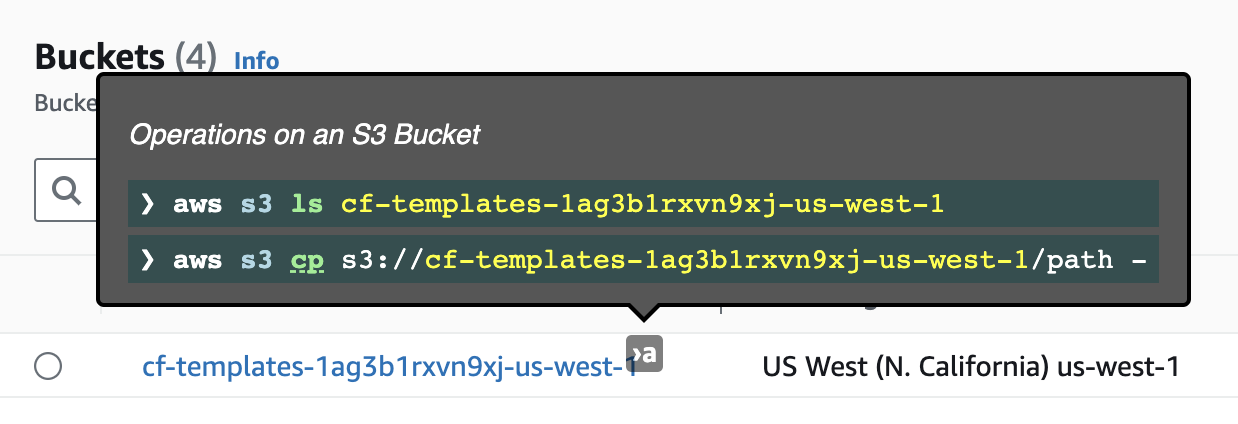 Buckets (4) Info
Bucke
Operations on an S3 Bucket
❯ aws s3 ls cf-templates-1ag3b1rxvn9xj-us-west-1
❯ aws s3 cp s3://cf-templates-1ag3b1rxvn9xj-us-west-1/path -
cf-templates-1ag3b1rxvn9xj-us-west-1 ›a US West (N. California) us-west-1